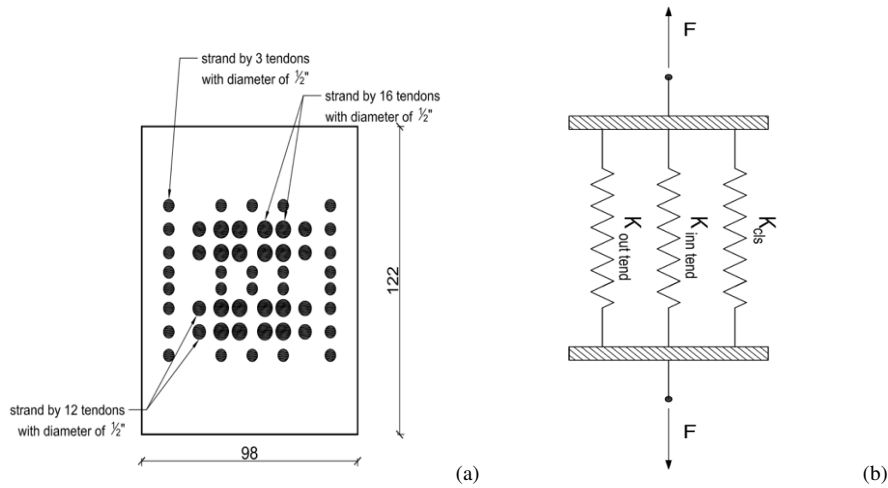 strand by 3 tendons
with diameter of ½"
strand by 16 tendons
with diameter of ½"
122
strand by 12 tendons
with diameter of ½"
98
(a)
F
K out tend
K inn tend
K cls
F
(b)